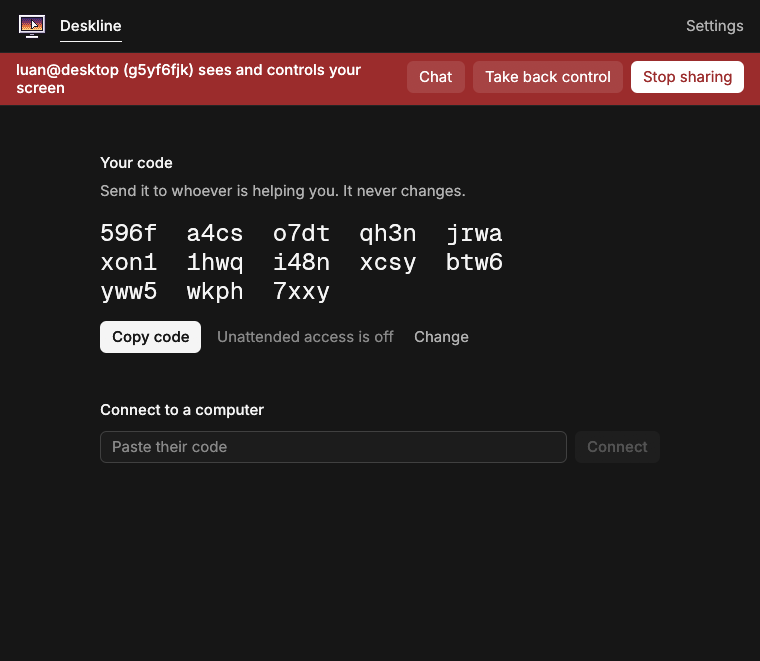 Deskline
Settings
luan@desktop (g5yf6fjk) sees and controls your
screen
Chat
Take back control
Stop sharing
Your code
Send it to whoever is helping you. It never changes.
596f a4cs o7dt qh3n jrwa
xon1 1hwq i48n xcsy btw6
yww5 wkph 7xxy
Copy code
Unattended access is off
Change
Connect to a computer
Paste their code
Connect